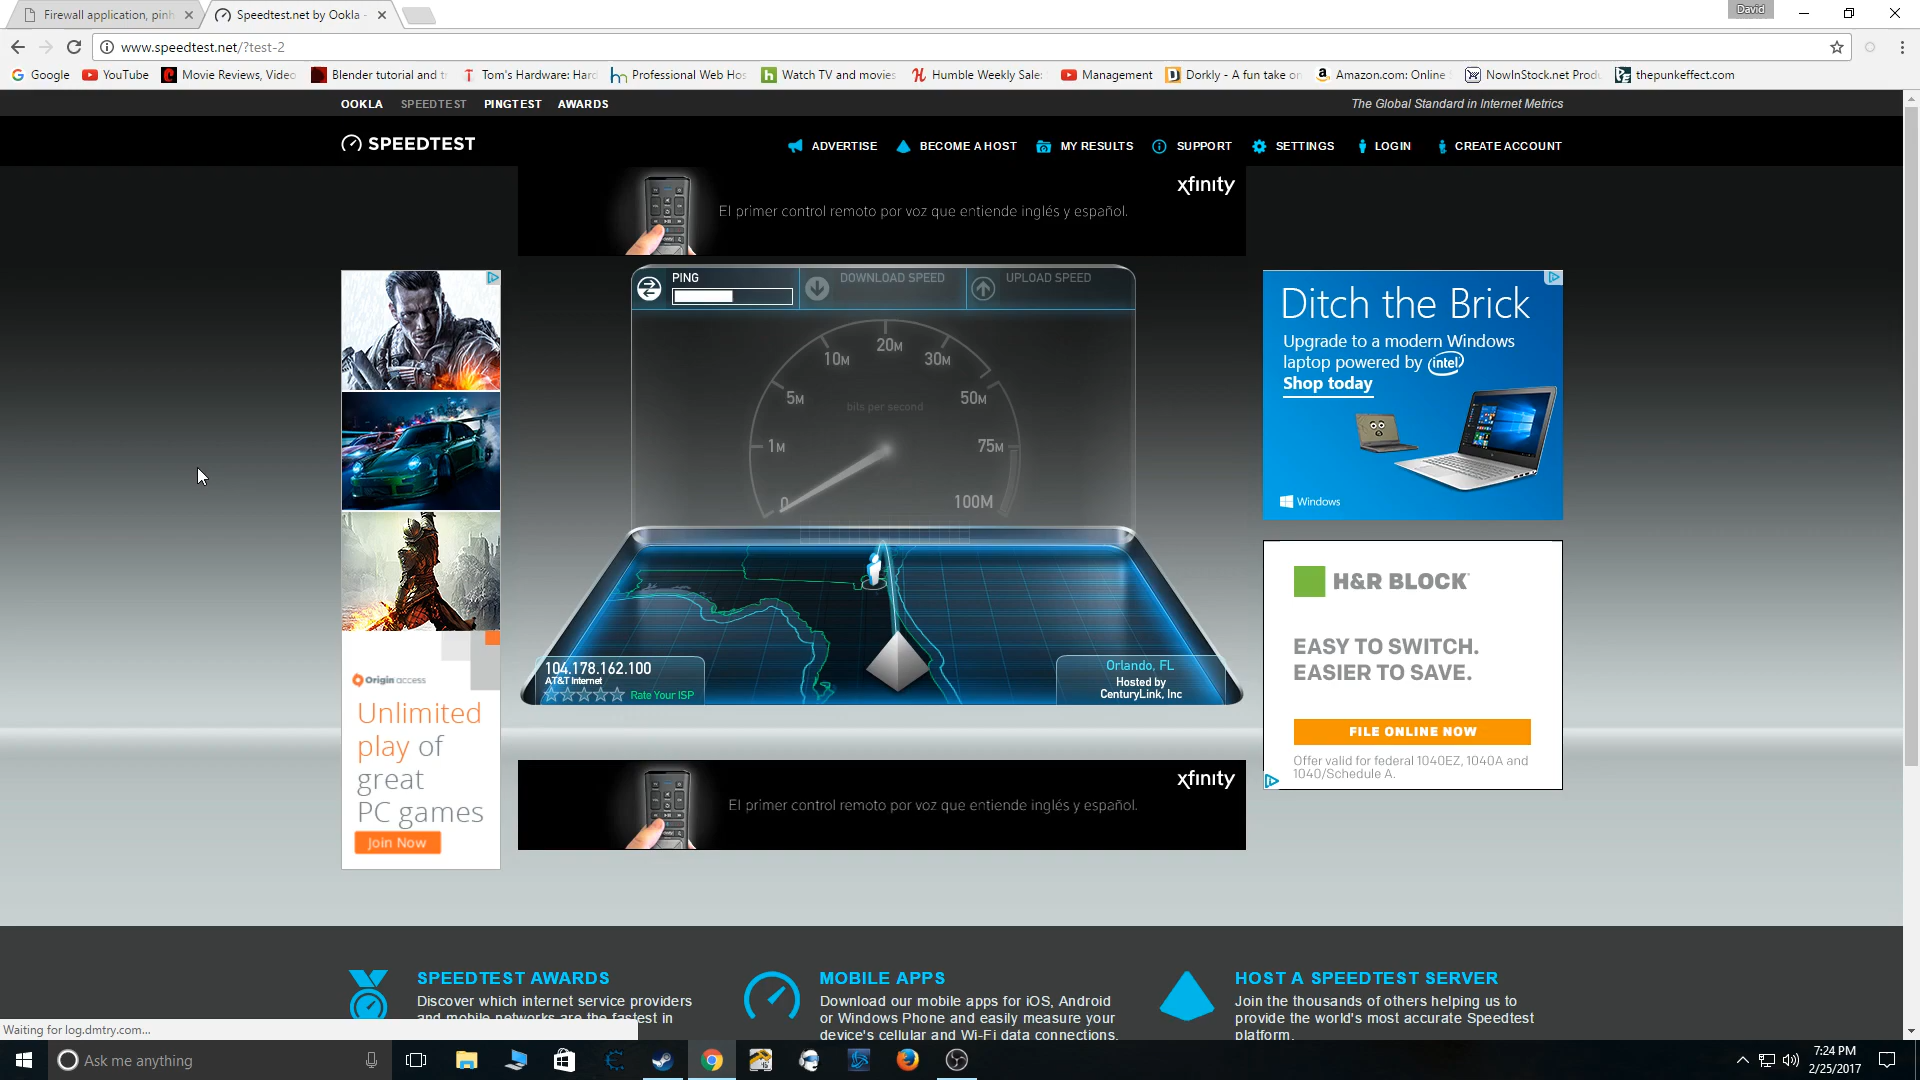 Firewall application, pinh
Speedtest.net by Ookla -
David
www.speedtest.net/?test-2
Google
YouTube
Movie Reviews, Video
Blender tutorial and t
Tom's Hardware: Hard
Professional Web Hos
Watch TV and movies
Humble Weekly Sale:
Management
Dorkly - A fun take on
Amazon.com: Online S
NowInStock.net Produ
thepunkeffect.com
OOKLA SPEEDTEST PINGTEST AWARDS
The Global Standard in Internet Metrics
SPEEDTEST
ADVERTISE BECOME A HOST MY RESULTS SUPPORT SETTINGS LOGIN CREATE ACCOUNT
xfinity
El primer control remoto por voz que entiende inglés y español.
PING
DOWNLOAD SPEED
UPLOAD SPEED
20M
10M 30M
5M 50M
bits per second
1M 75M
0 100M
104.178.162.100
AT&T Internet
Rate Your ISP
Orlando, FL
Hosted by
CenturyLink, Inc
Origin access
Unlimited
play of
great
PC games
Join Now
Ditch the Brick
Upgrade to a modern Windows
laptop powered by intel
Shop today
Windows
H&R BLOCK
EASY TO SWITCH.
EASIER TO SAVE.
FILE ONLINE NOW
Offer valid for federal 1040EZ, 1040A and
1040/Schedule A.
xfinity
El primer control remoto por voz que entiende inglés y español.
SPEEDTEST AWARDS
Discover which internet service providers
and mobile networks are the fastest in
MOBILE APPS
Download our mobile apps for iOS, Android
or Windows Phone and easily measure your
device's cellular and Wi-Fi data connections.
HOST A SPEEDTEST SERVER
Join the thousands of others helping us to
provide the world's most accurate Speedtest
platform.
Waiting for log.dmtry.com...
Ask me anything
7:24 PM
2/25/2017